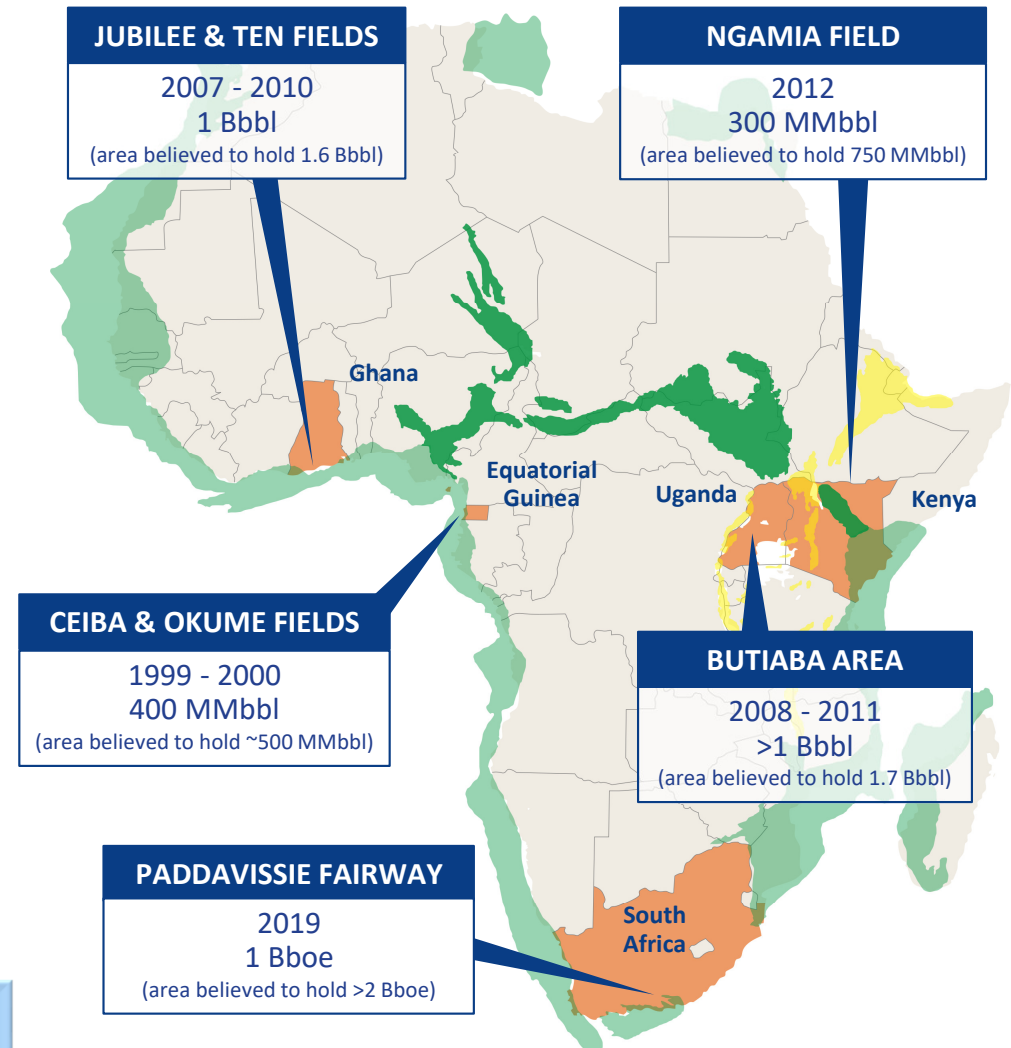 JUBILEE & TEN FIELDS
2007 - 2010
1 Bbbl
(area believed to hold 1.6 Bbbl)
NGAMIA FIELD
2012
300 MMbbl
(area believed to hold 750 MMbbl)
Ghana
Equatorial
Guinea
Uganda
Kenya
CEIBA & OKUME FIELDS
1999 - 2000
400 MMbbl
(area believed to hold ~500 MMbbl)
BUTIABA AREA
2008 - 2011
>1 Bbbl
(area believed to hold 1.7 Bbbl)
PADDAVISSIE FAIRWAY
2019
1 Bboe
(area believed to hold >2 Bboe)
South
Africa